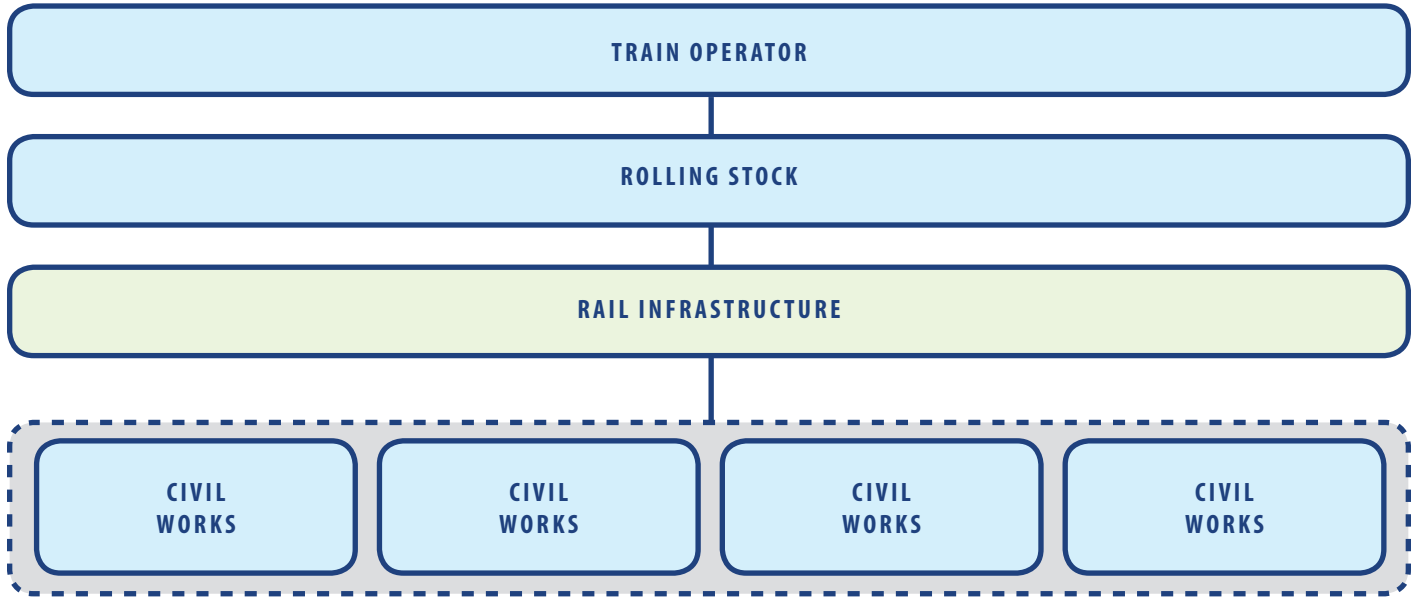 TRAIN OPERATOR
ROLLING STOCK
RAIL INFRASTRUCTURE
CIVIL
WORKS
CIVIL
WORKS
CIVIL
WORKS
CIVIL
WORKS